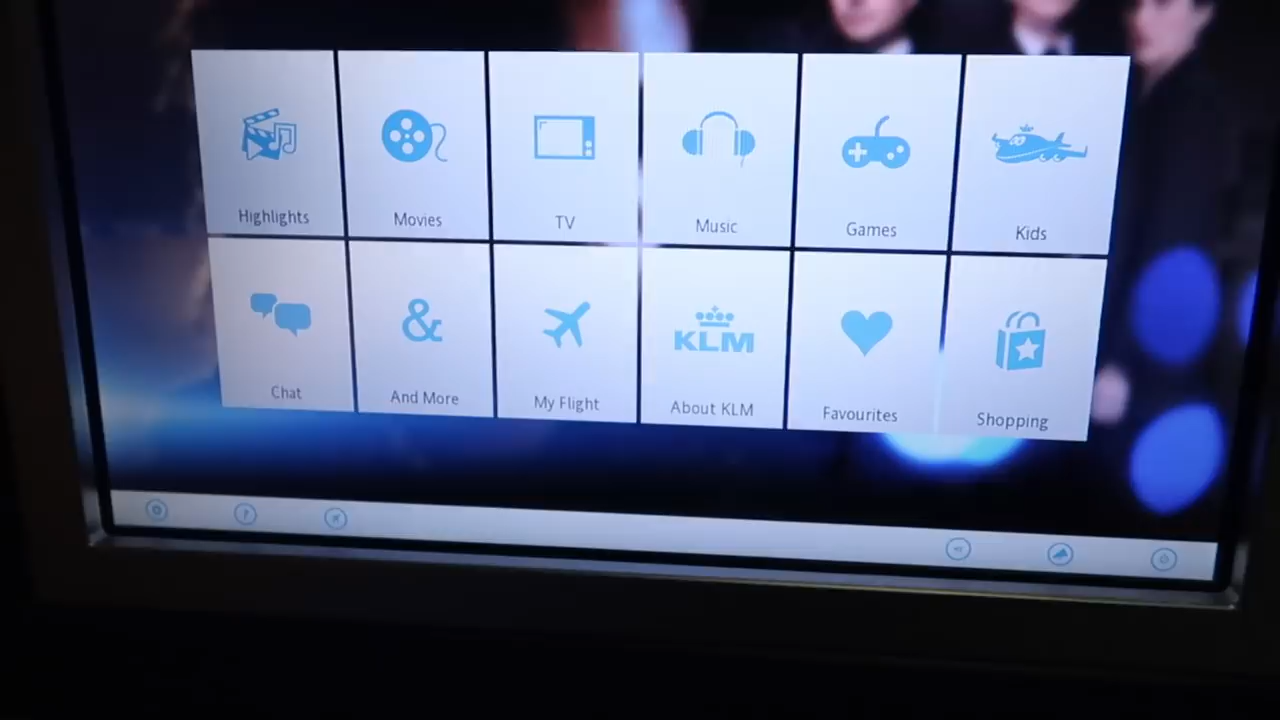 Highlights
Movies
TV
Music
Games
Kids
Chat
&
And More
My Flight
KLM
About KLM
Favourites
Shopping